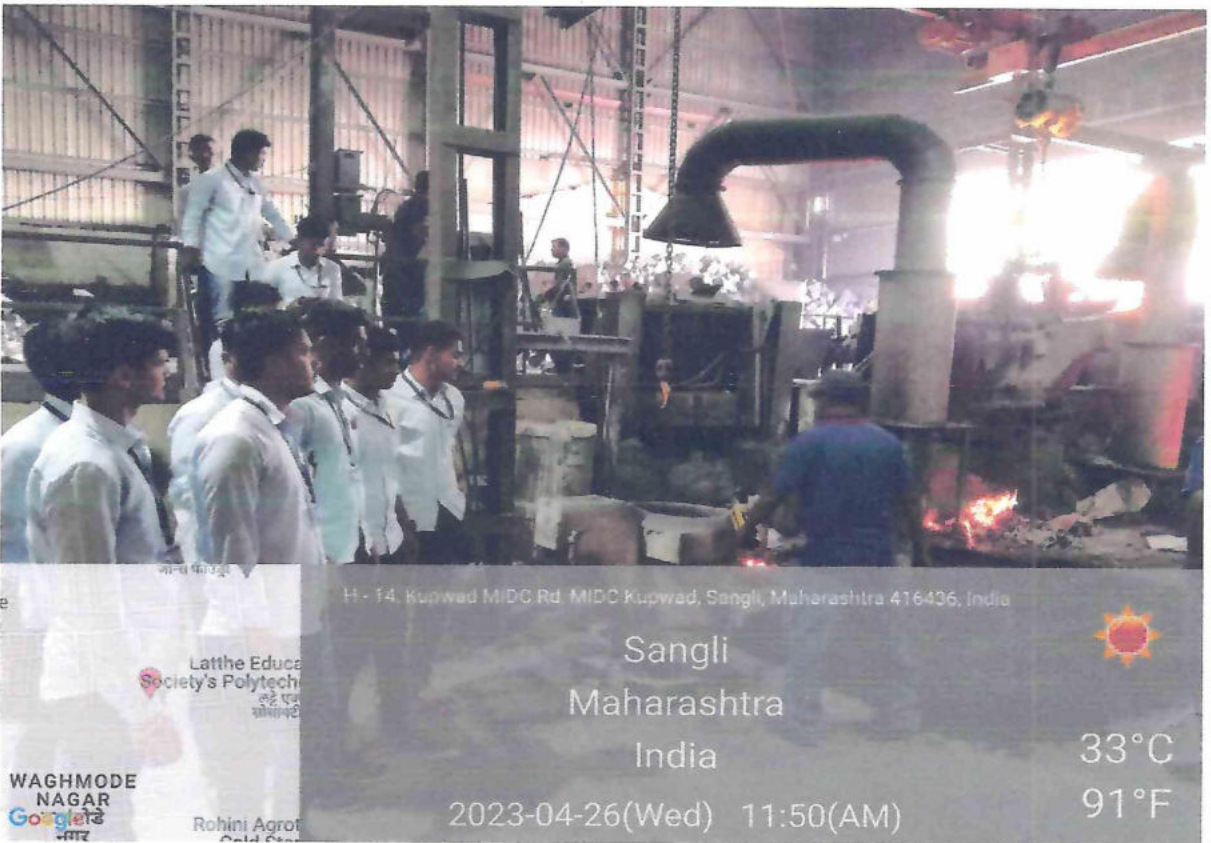 H - 14, Kupwad MIDC Rd, MIDC Kupwad, Sangli, Maharashtra 416436, India
Sangli
Maharashtra
India
2023-04-26(Wed) 11:50(AM)
33°C
91°F
Latthe Educa
Society's Polytech
WAGHMODE
NAGAR
Google
नगर
Rohini Agrot